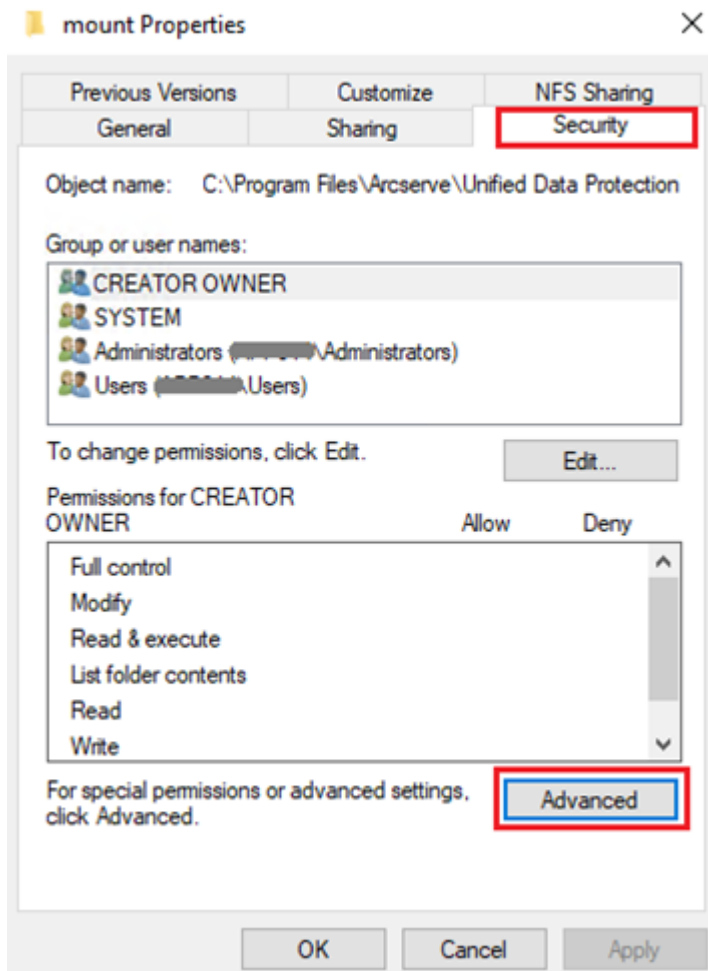 mount Properties
Previous Versions Customize NFS Sharing
General Sharing Security
Object name: C:\Program Files\Arcserve\Unified Data Protection
Group or user names:
CREATOR OWNER
SYSTEM
Administrators ( \Administrators)
Users ( \Users)
To change permissions, click Edit.
Edit...
Permissions for CREATOR
OWNER Allow Deny
Full control
Modify
Read & execute
List folder contents
Read
Write
For special permissions or advanced settings,
click Advanced.
Advanced
OK Cancel Apply